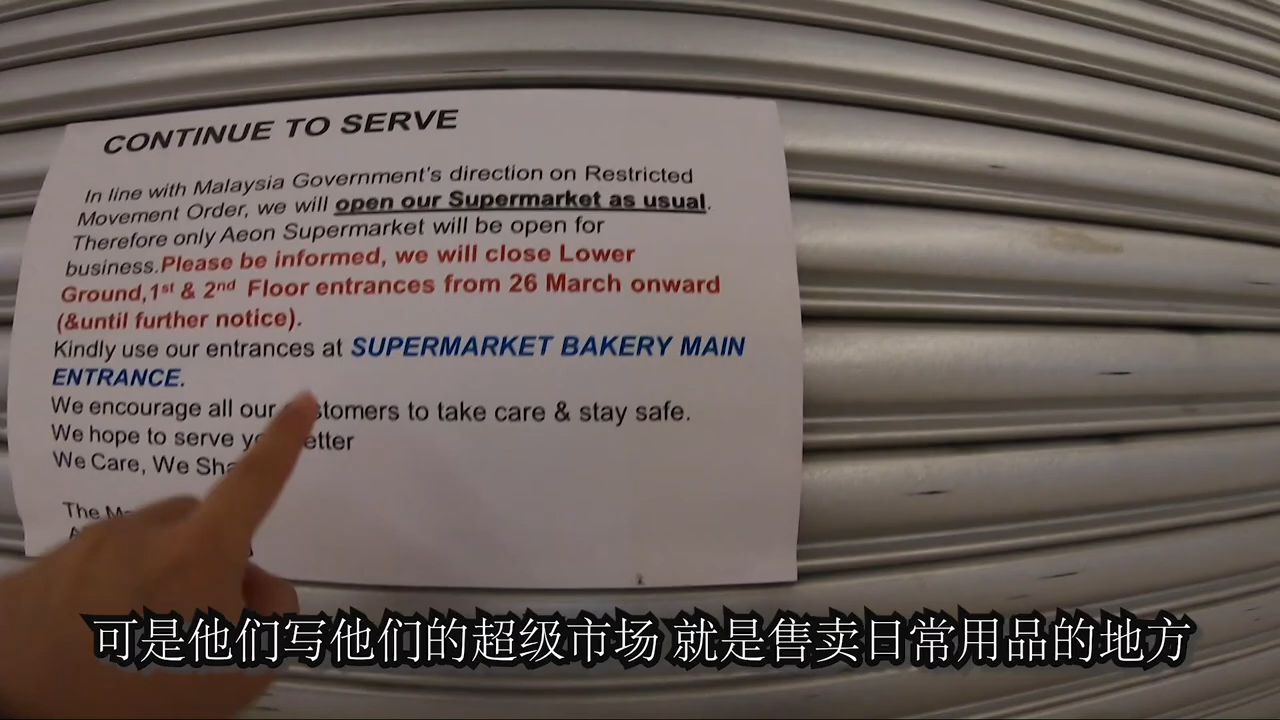 CONTINUE TO SERVE
In line with Malaysia Government's direction on Restricted
Movement Order, we will open our Supermarket as usual.
Therefore only Aeon Supermarket will be open for
business.Please be informed, we will close Lower
Ground,1st & 2nd Floor entrances from 26 March onward
(&until further notice).
Kindly use our entrances at SUPERMARKET BAKERY MAIN
ENTRANCE.
We encourage all our customers to take care & stay safe.
We hope to serve you better
We Care, We
The
可是他们写他们的超级市场 就是售卖日常用品的地方